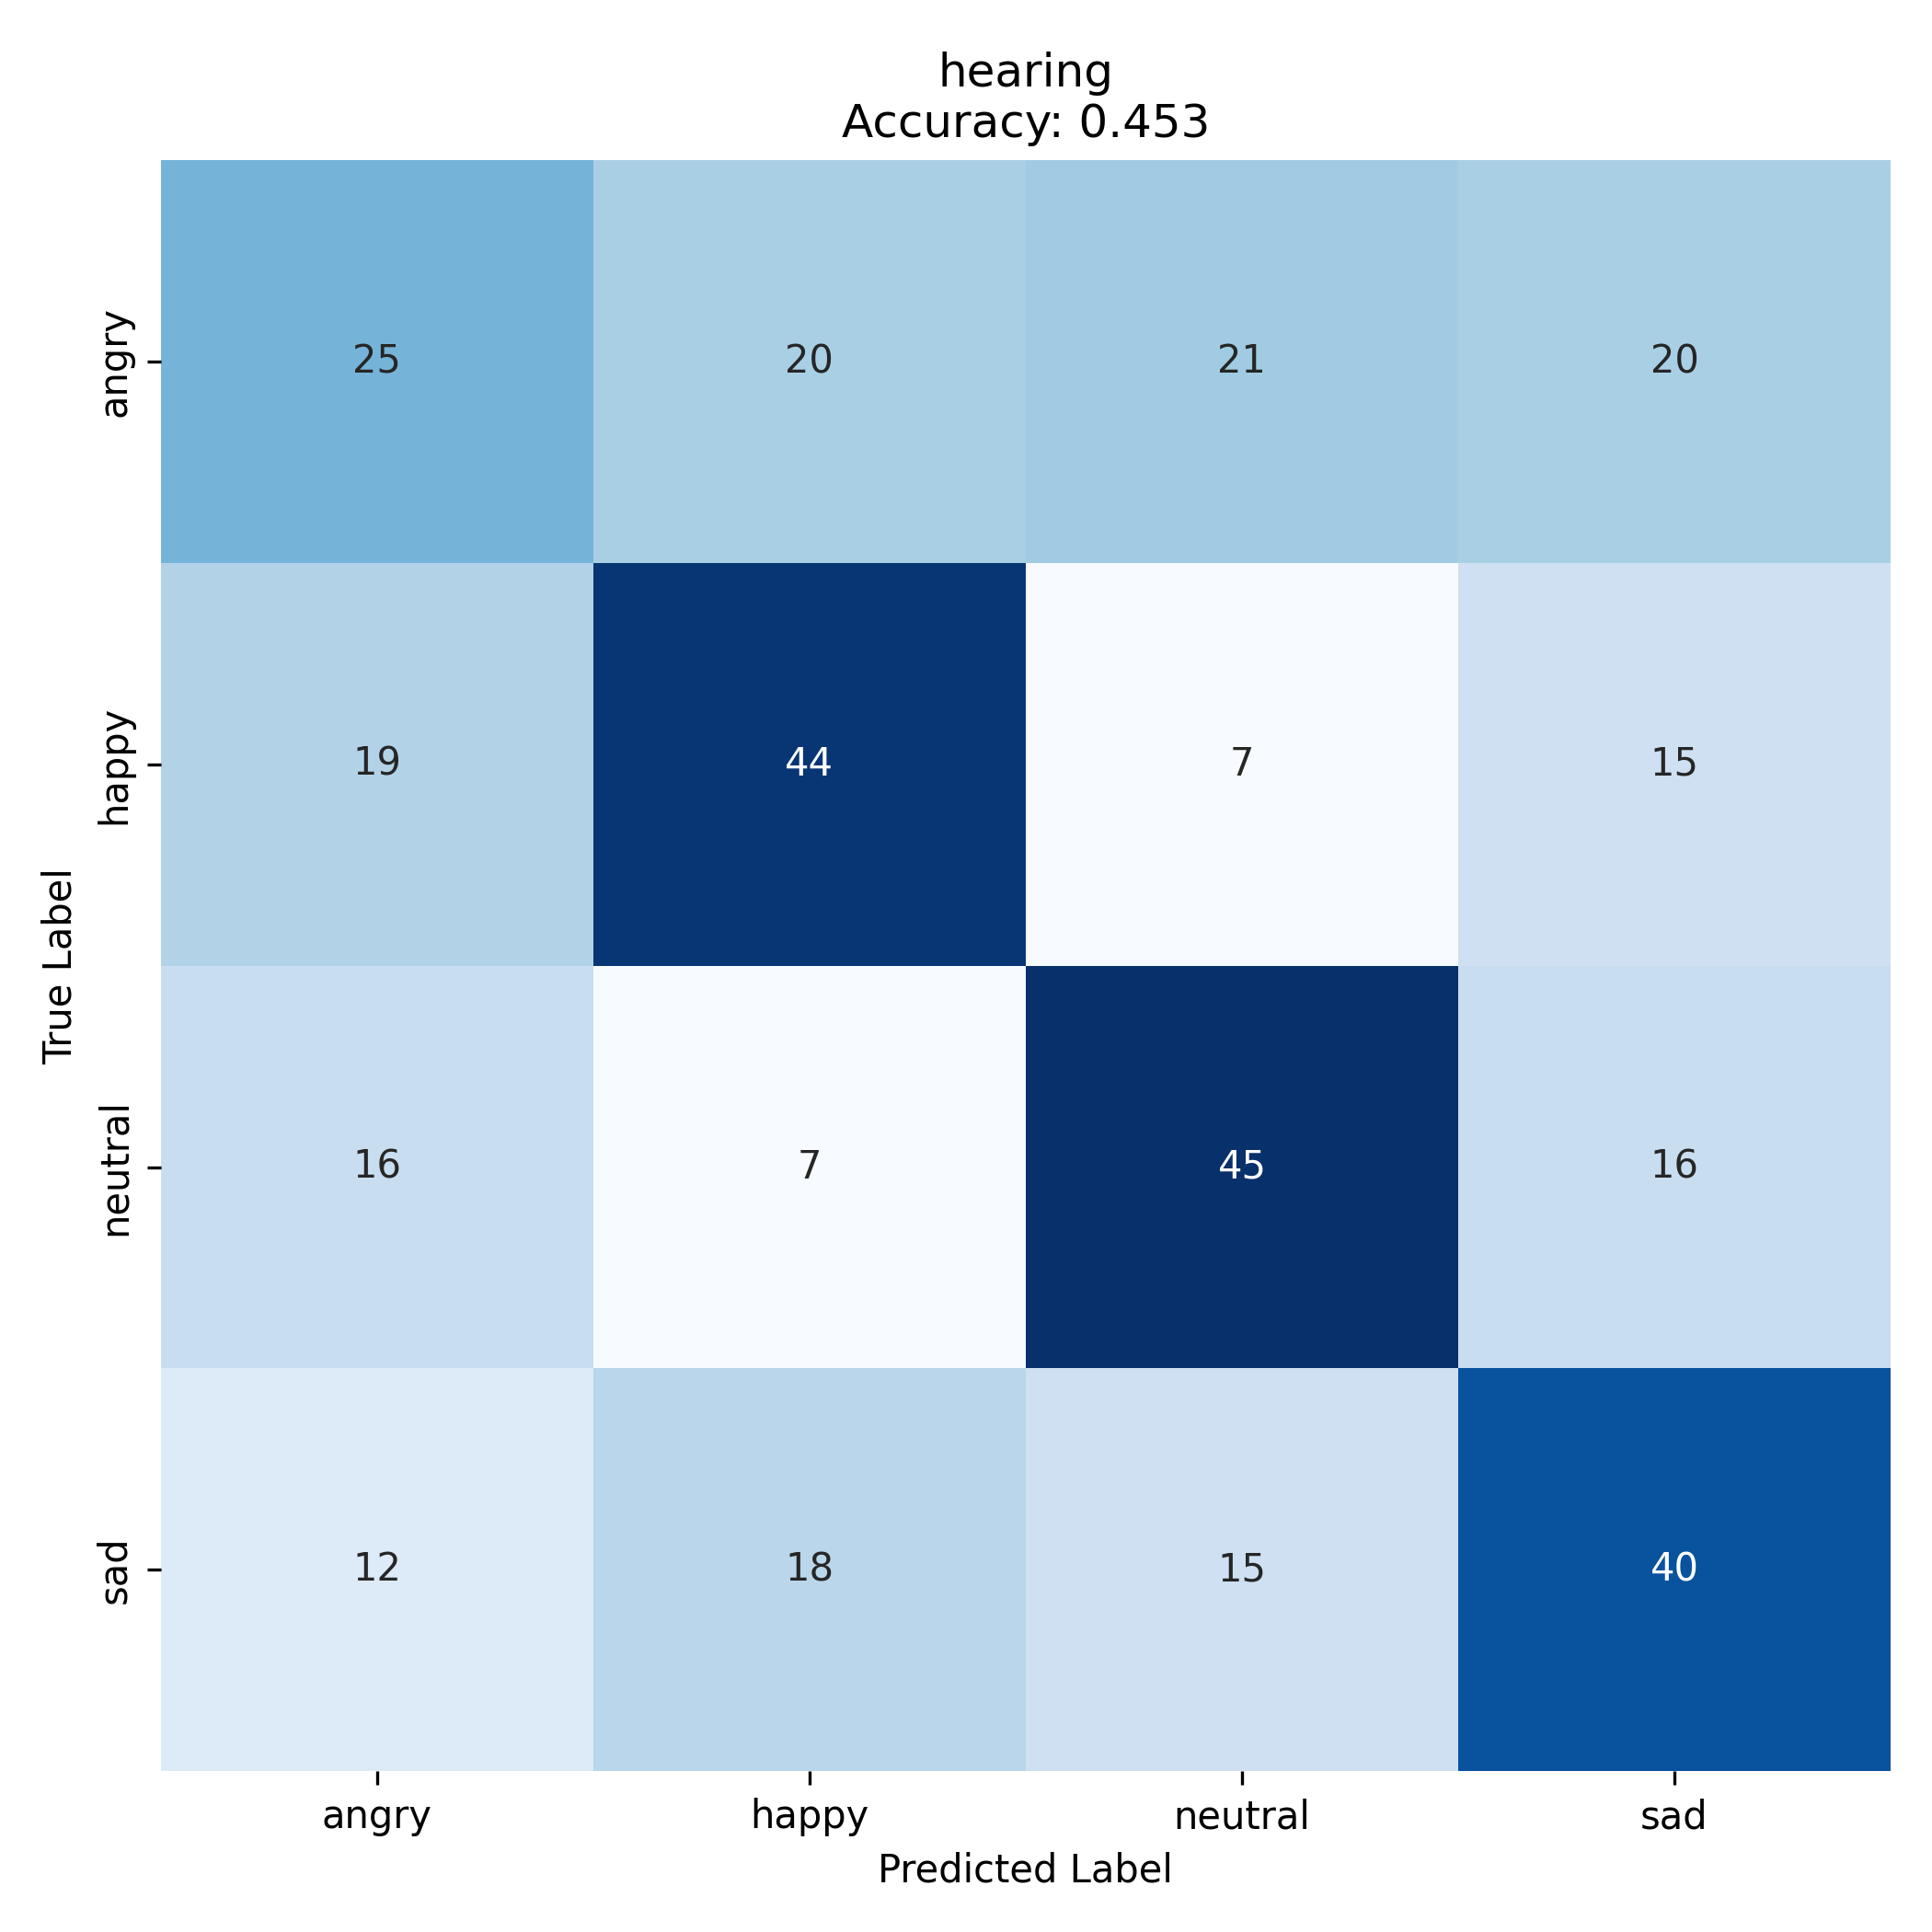 hearing
Accuracy: 0.453
True Label
angry 25 20 21 20
happy 19 44 7 15
neutral 16 7 45 16
sad 12 18 15 40
angry happy neutral sad
Predicted Label